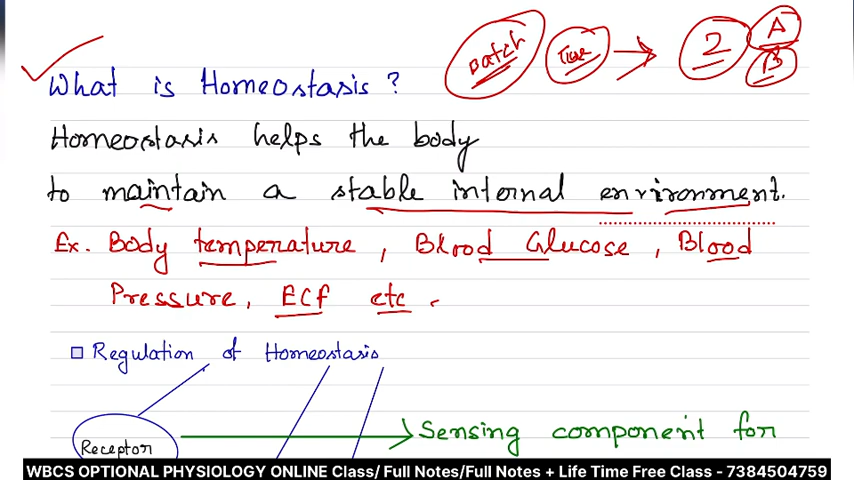 Batch Time → 2 A
B
What is Homeostasis ?
Homeostasis helps the body
to maintain a stable internal environment.
Ex. Body temperature , Blood Glucose , Blood
Pressure, ECF etc .
Regulation of Homeostasis
Receptor → Sensing component for
WBCS OPTIONAL PHYSIOLOGY ONLINE Class/ Full Notes/Full Notes + Life Time Free Class - 7384504759